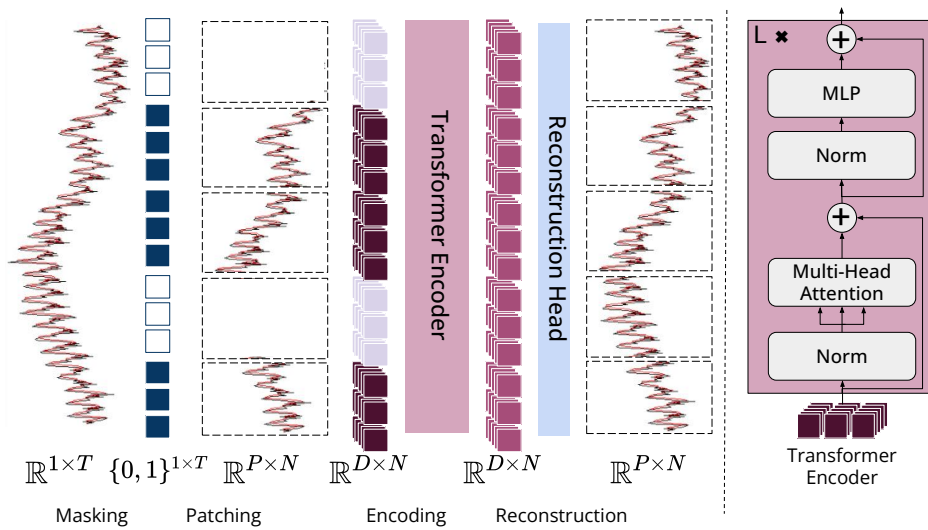 Transformer Encoder
Reconstruction Head
ℝ^{1×T}
{0, 1}^{1×T}
ℝ^{P×N}
ℝ^{D×N}
ℝ^{D×N}
ℝ^{P×N}
Masking
Patching
Encoding
Reconstruction
L ×
+
MLP
Norm
+
Multi-Head
Attention
Norm
Transformer
Encoder